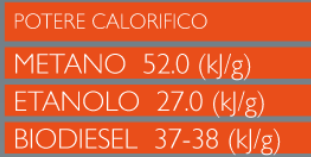 POTERE CALORIFICO
METANO 52.0 (kJ/g)
ETANOLO 27.0 (kJ/g)
BIODIESEL 37-38 (kJ/g)